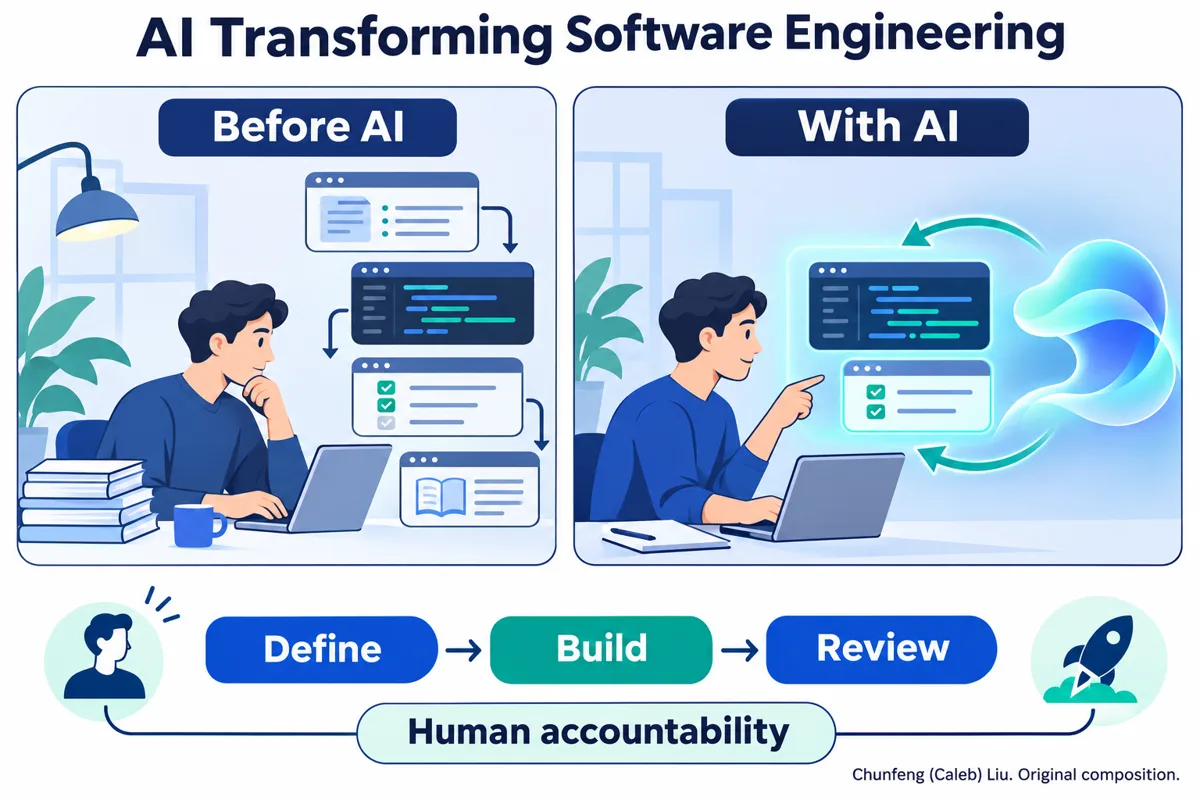 AI Transforming Software Engineering
Before AI
With AI
Define
Build
Review
Human accountability
Chunfeng (Caleb) Liu. Original composition.